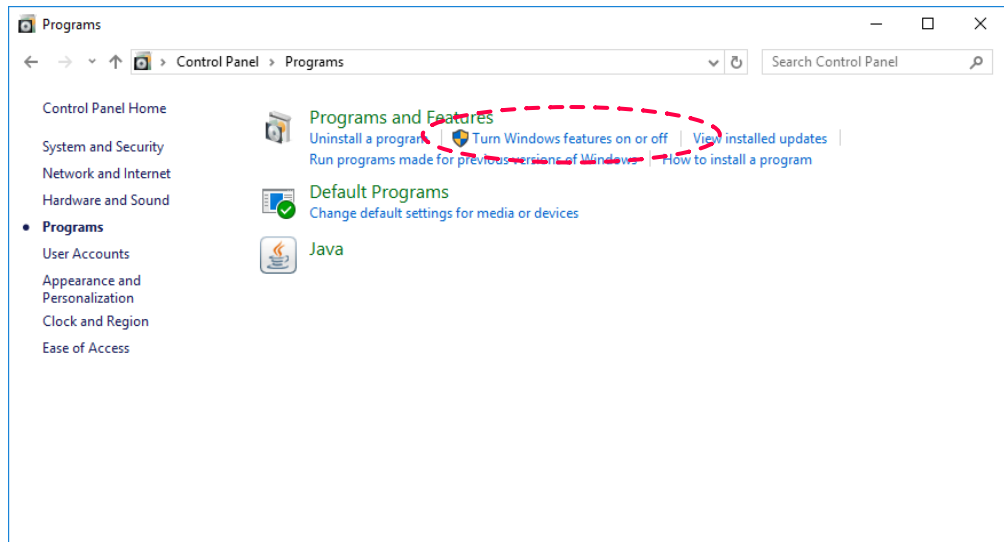 Programs
Control Panel > Programs
Search Control Panel
Control Panel Home
System and Security
Network and Internet
Hardware and Sound
Programs
User Accounts
Appearance and
Personalization
Clock and Region
Ease of Access
Programs and Features
Uninstall a program | Turn Windows features on or off | View installed updates |
Run programs made for previous versions of Windows | How to install a program
Default Programs
Change default settings for media or devices
Java